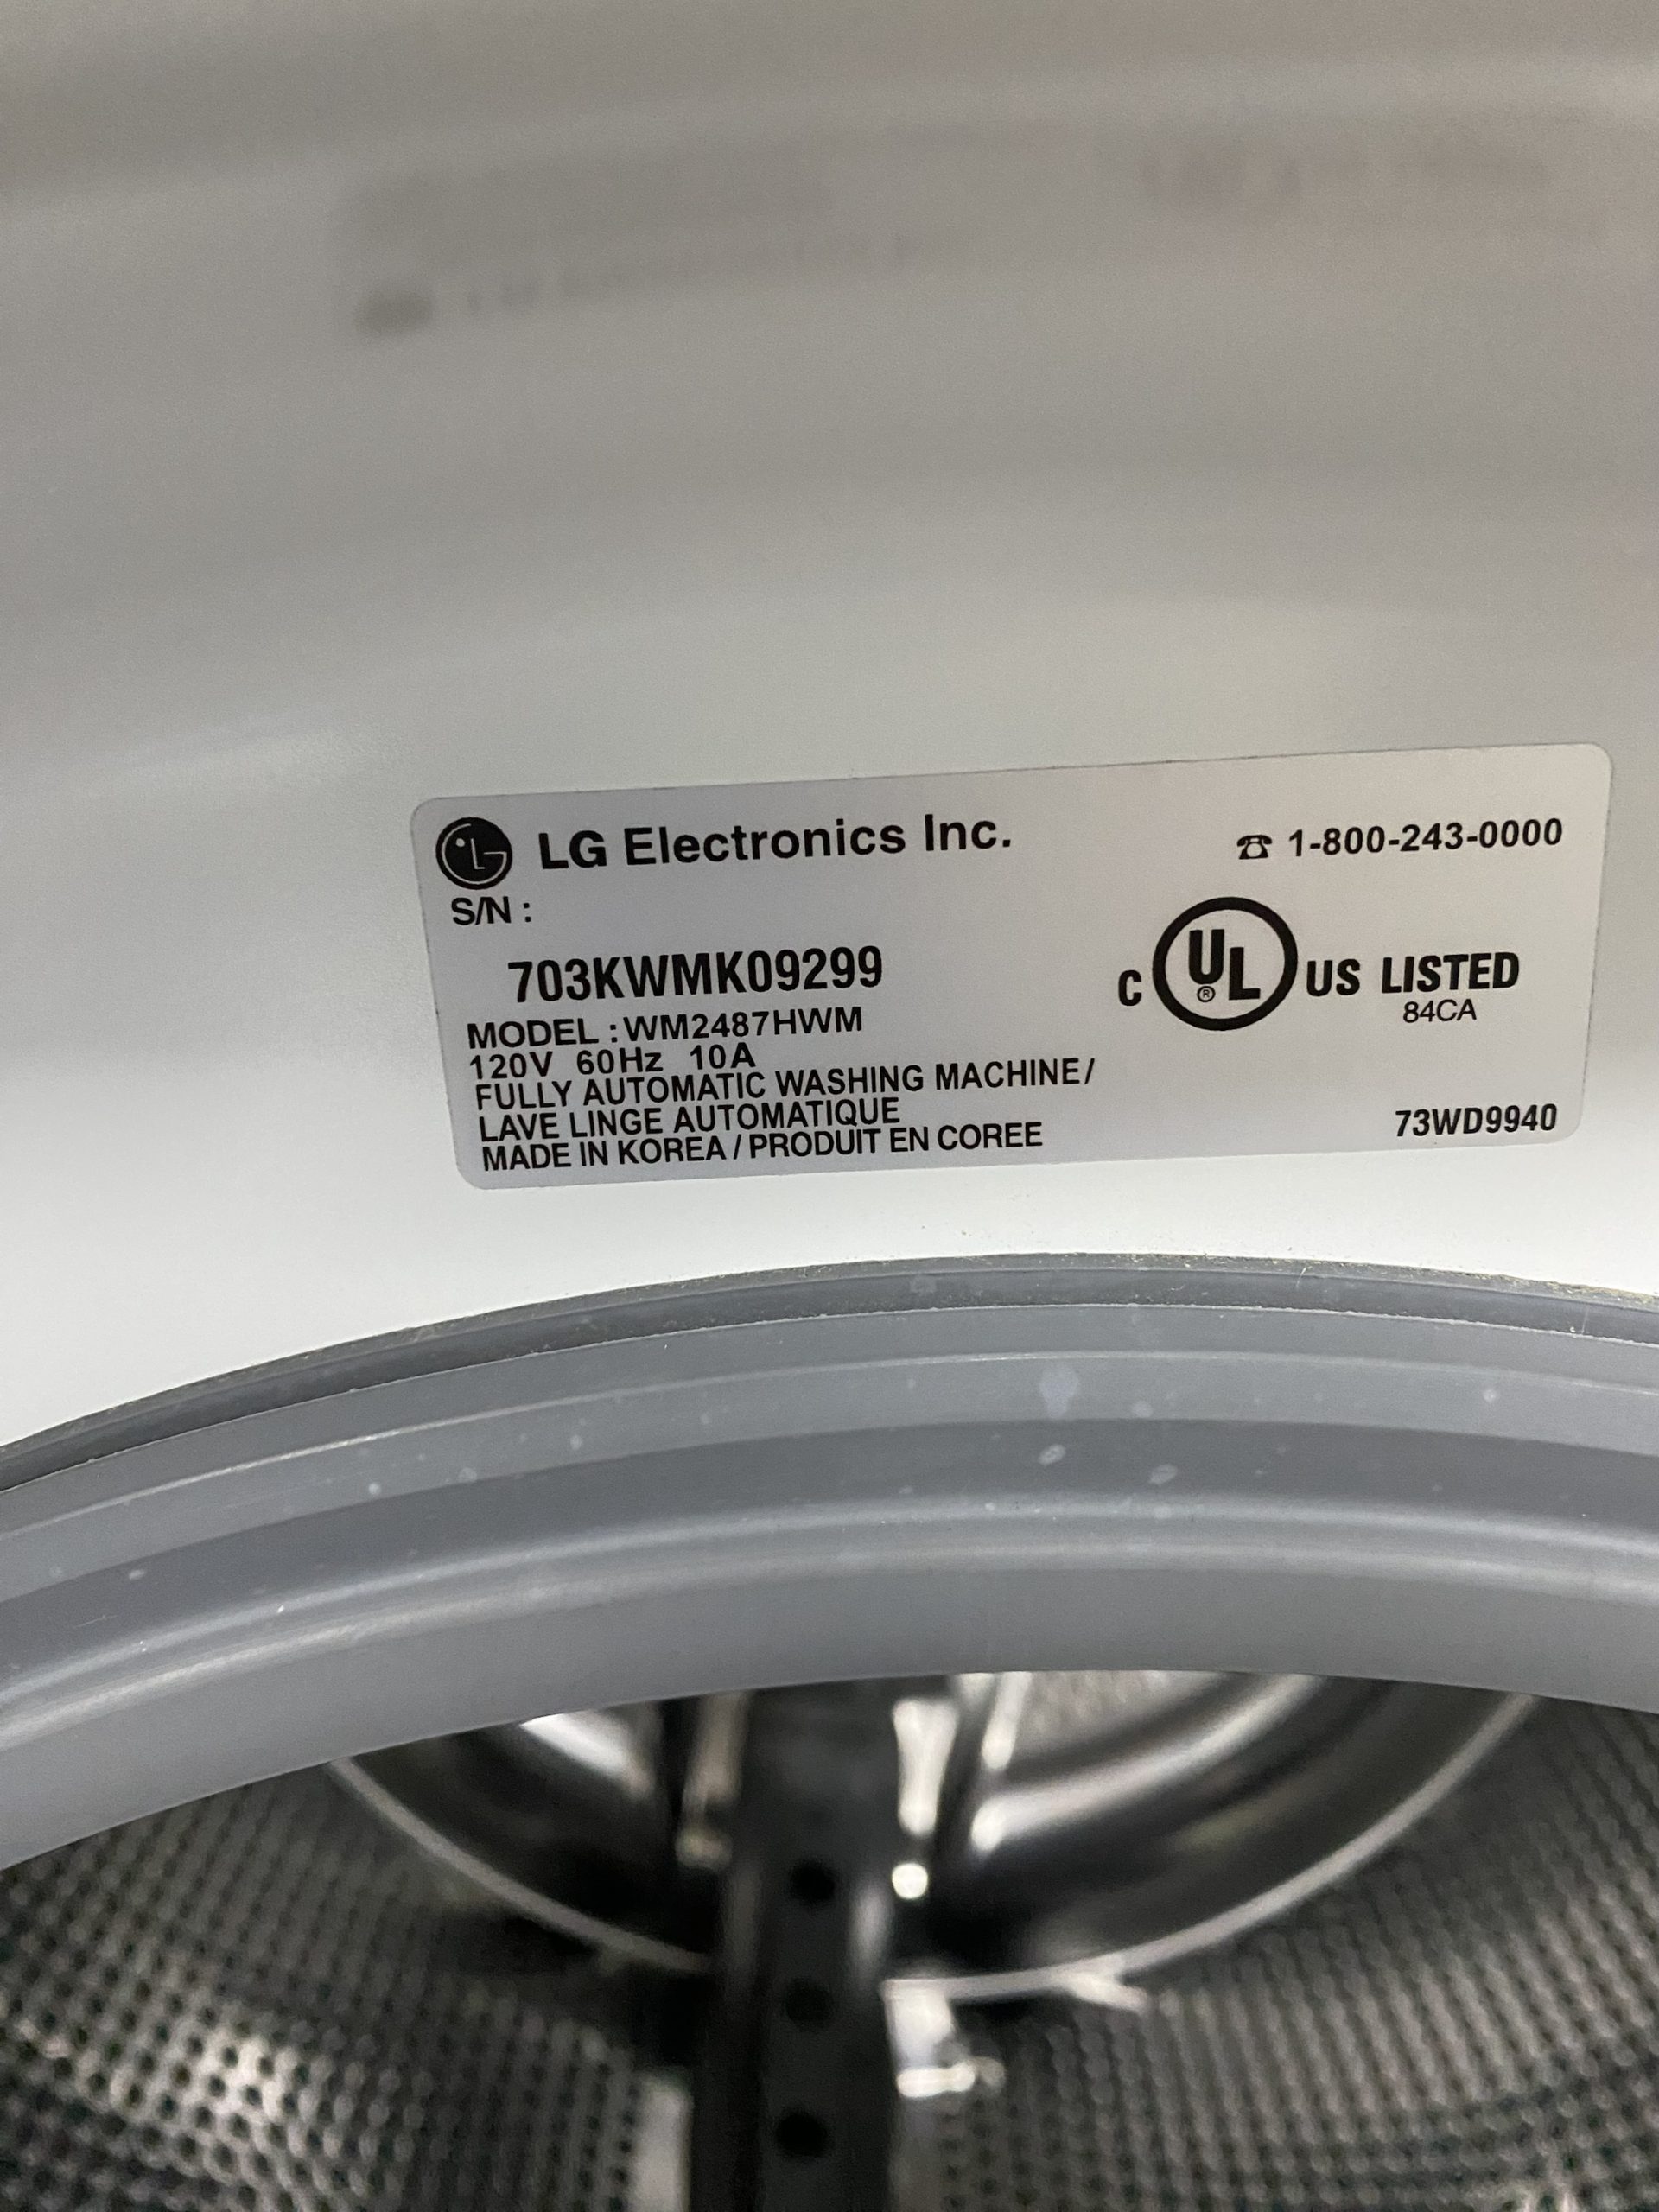 LG Electronics Inc.
☎ 1-800-243-0000
S/N :
703KWMK09299
C UL® US LISTED
84CA
MODEL : WM2487HWM
120V 60Hz 10A
FULLY AUTOMATIC WASHING MACHINE/
LAVE LINGE AUTOMATIQUE
MADE IN KOREA / PRODUIT EN COREE
73WD9940